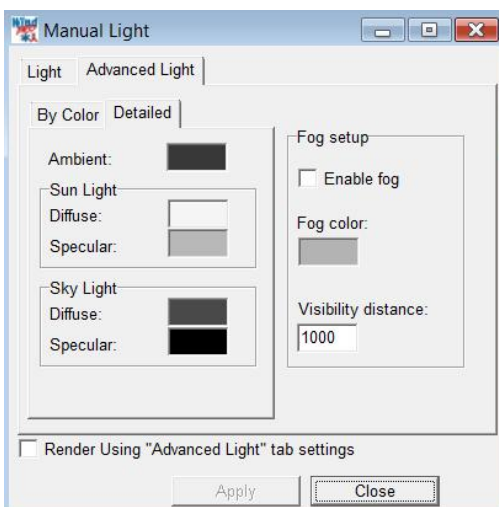 Manual Light
Light Advanced Light
By Color Detailed
Ambient:
Sun Light
Diffuse:
Specular:
Sky Light
Diffuse:
Specular:
Fog setup
Enable fog
Fog color:
Visibility distance:
1000
Render Using "Advanced Light" tab settings
Apply Close